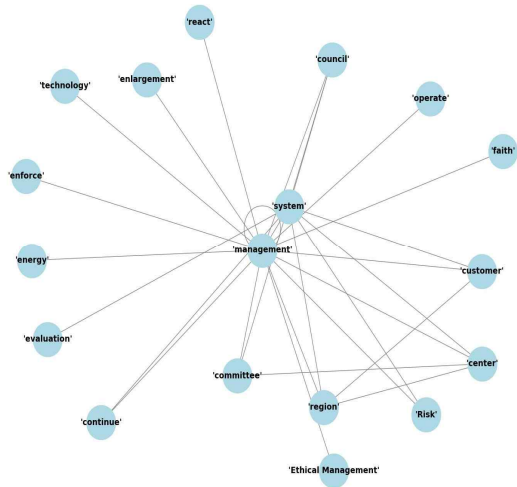 'react'
'council'
'enlargement'
'technology'
'operate'
'faith'
'enforce'
'system'
'management'
'energy'
'customer'
'evaluation'
'center'
'committee'
'region'
'Risk'
'continue'
'Ethical Management'